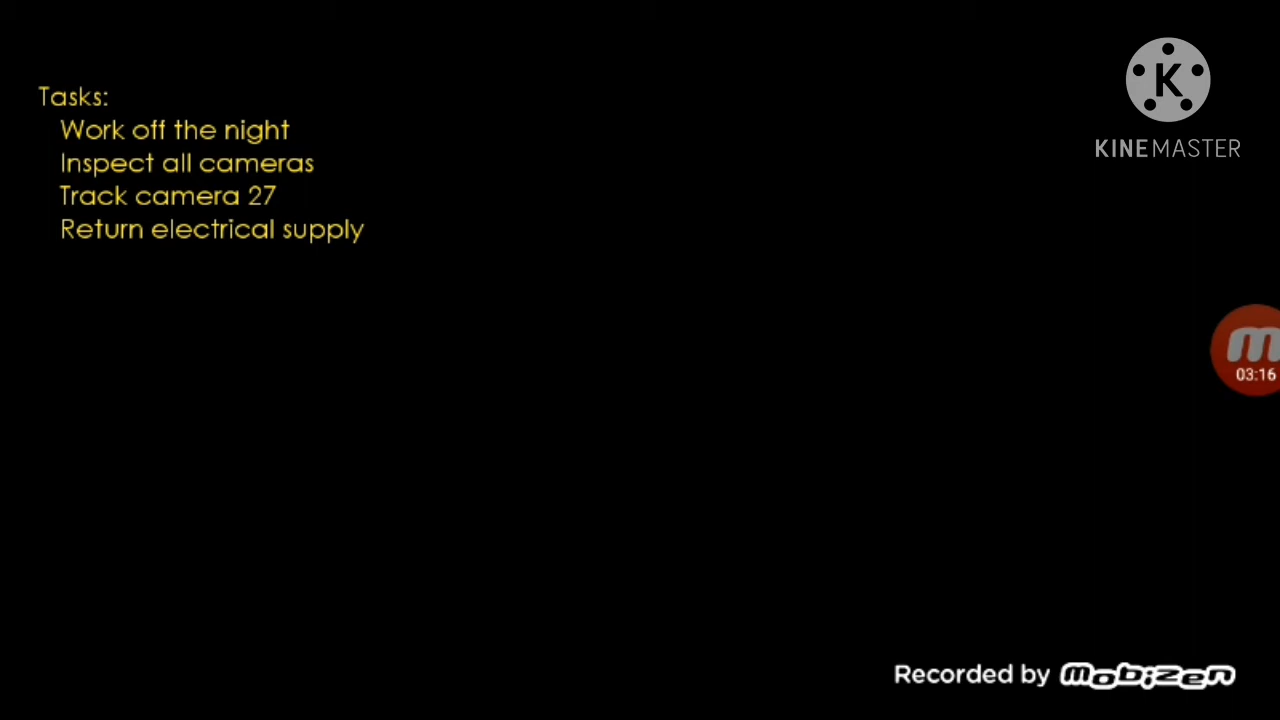 Tasks:
Work off the night
Inspect all cameras
Track camera 27
Return electrical supply
K
KINEMASTER
m
03:16
Recorded by mobizen